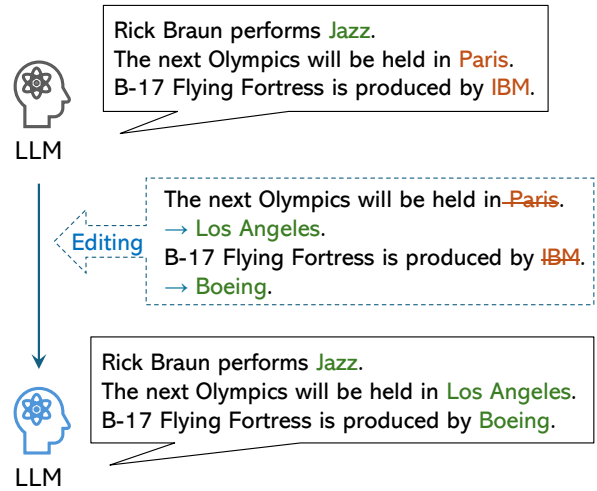 Rick Braun performs Jazz.
The next Olympics will be held in Paris.
B-17 Flying Fortress is produced by IBM.
LLM
Editing
The next Olympics will be held in Paris.
→ Los Angeles.
B-17 Flying Fortress is produced by IBM.
→ Boeing.
Rick Braun performs Jazz.
The next Olympics will be held in Los Angeles.
B-17 Flying Fortress is produced by Boeing.
LLM